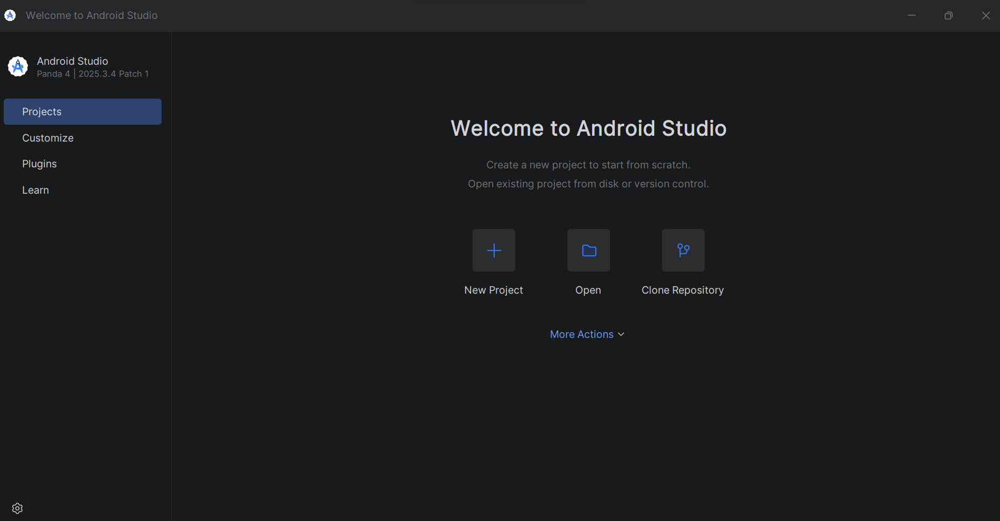 Welcome to Android Studio
Android Studio
Panda 4 | 2025.3.4 Patch 1
Projects
Customize
Plugins
Learn
Welcome to Android Studio
Create a new project to start from scratch.
Open existing project from disk or version control.
New Project
Open
Clone Repository
More Actions